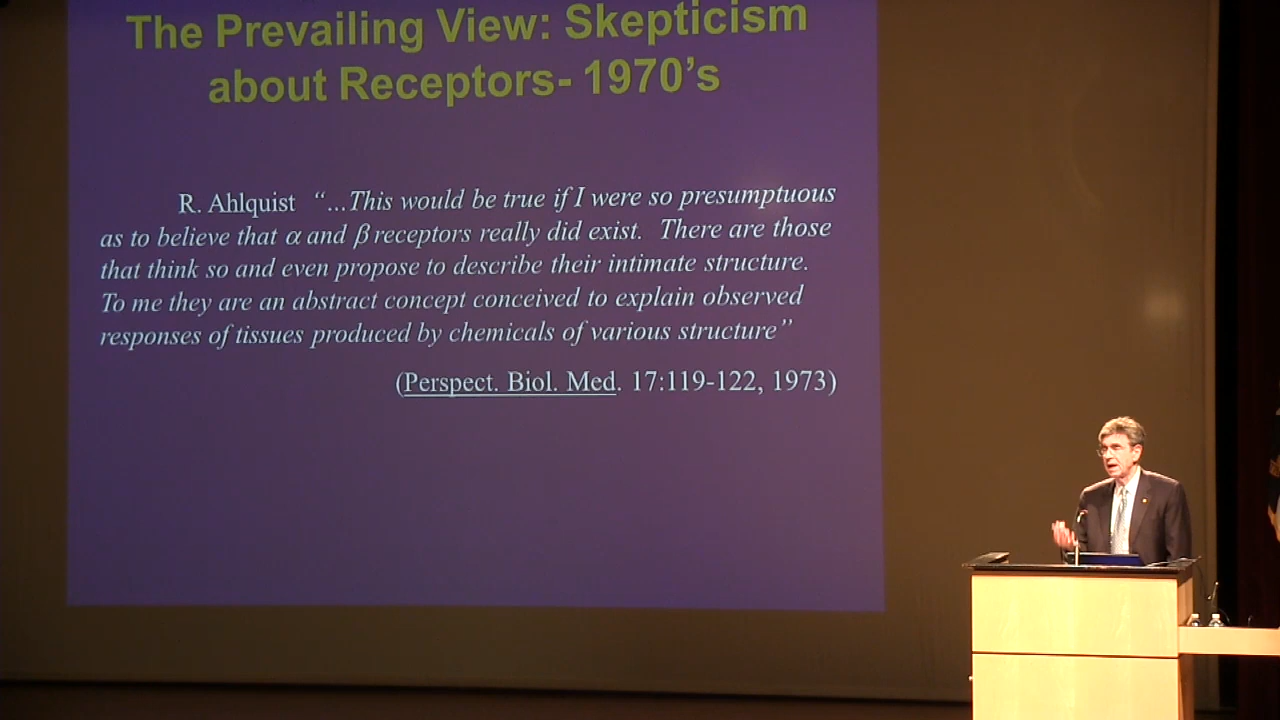 The Prevailing View: Skepticism
about Receptors- 1970’s
R. Ahlquist “...This would be true if I were so presumptuous
as to believe that α and β receptors really did exist. There are those
that think so and even propose to describe their intimate structure.
To me they are an abstract concept conceived to explain observed
responses of tissues produced by chemicals of various structure”
(Perspect. Biol. Med. 17:119-122, 1973)